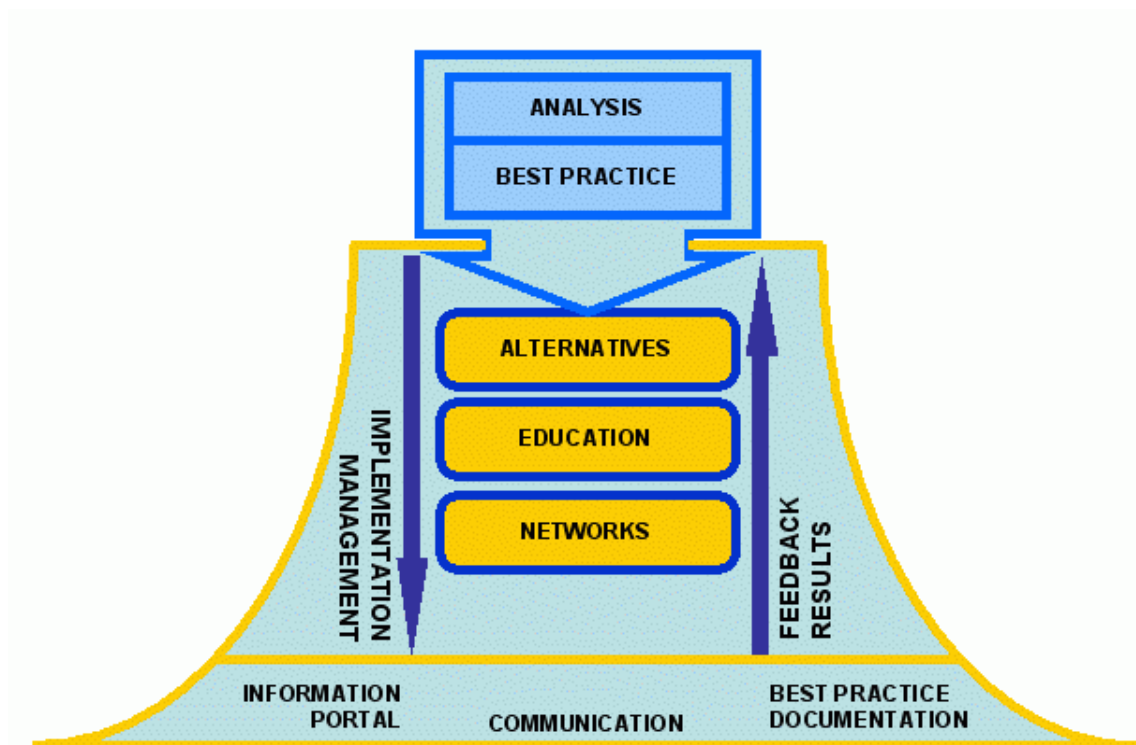 ANALYSIS
BEST PRACTICE
ALTERNATIVES
EDUCATION
NETWORKS
IMPLEMENTATION
MANAGEMENT
FEEDBACK
RESULTS
INFORMATION
PORTAL
COMMUNICATION
BEST PRACTICE
DOCUMENTATION